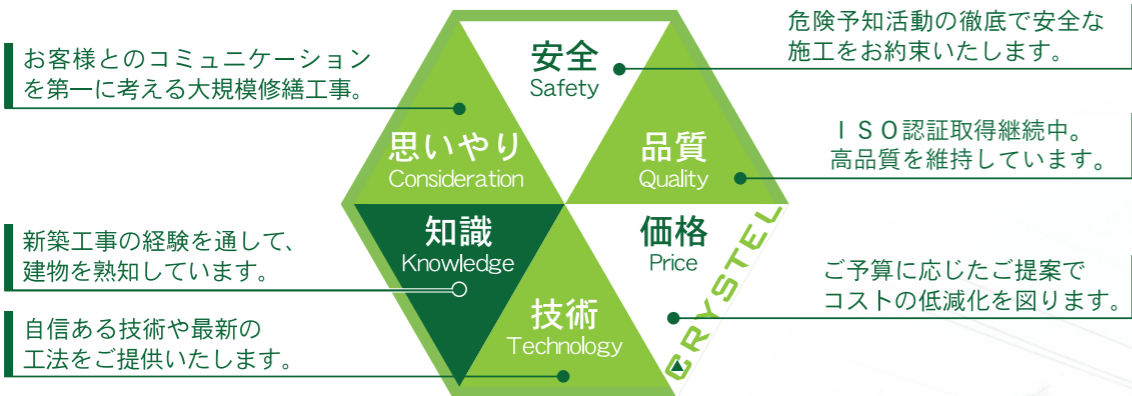 お客様とのコミュニケーション
を第一に考える大規模修繕工事。
安全
Safety
危険予知活動の徹底で安全な
施工をお約束いたします。
思いやり
Consideration
品質
Quality
ＩＳＯ認証取得継続中。
高品質を維持しています。
新築工事の経験を通して、
建物を熟知しています。
知識
Knowledge
価格
Price
CRYSTEL
ご予算に応じたご提案で
コストの低減化を図ります。
自信ある技術や最新の
工法をご提供いたします。
技術
Technology